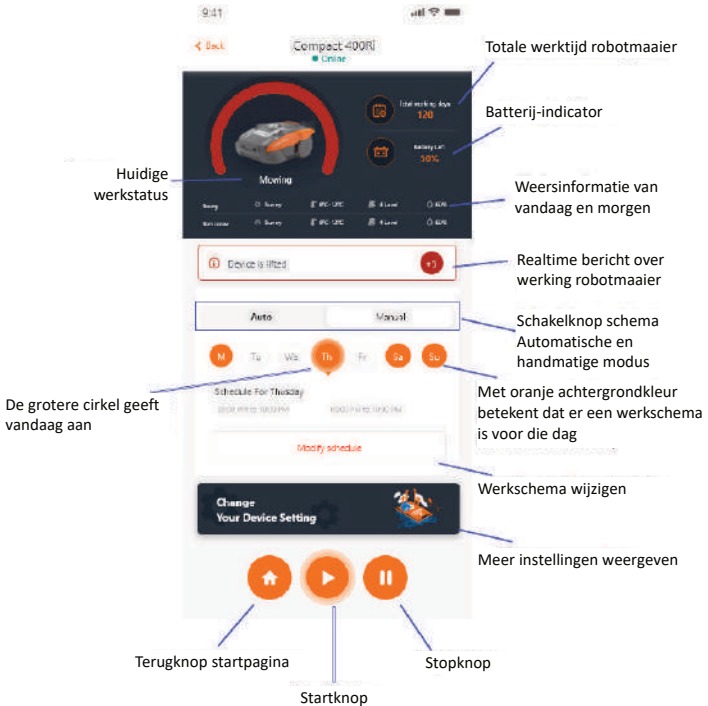 9:41
Back
Compact 400Ri
Online
Totale werktijd robotmaaier
Total working days
120
Batterij-indicator
50%
Huidige
werkstatus
Mowing
Weersinformatie van
vandaag en morgen
Sunny
Sunny
Device is lifted
Realtime bericht over
werking robotmaaier
Auto
Manual
Schakelknop schema
Automatische en
handmatige modus
M
Tu
We
Th
Fr
Sa
Su
De grotere cirkel geeft
vandaag aan
Schedule For Thusday
Met oranje achtergrondkleur
betekent dat er een werkschema
is voor die dag
Modify schedule
Werkschema wijzigen
Change
Your Device Setting
Meer instellingen weergeven
Terugknop startpagina
Stopknop
Startknop